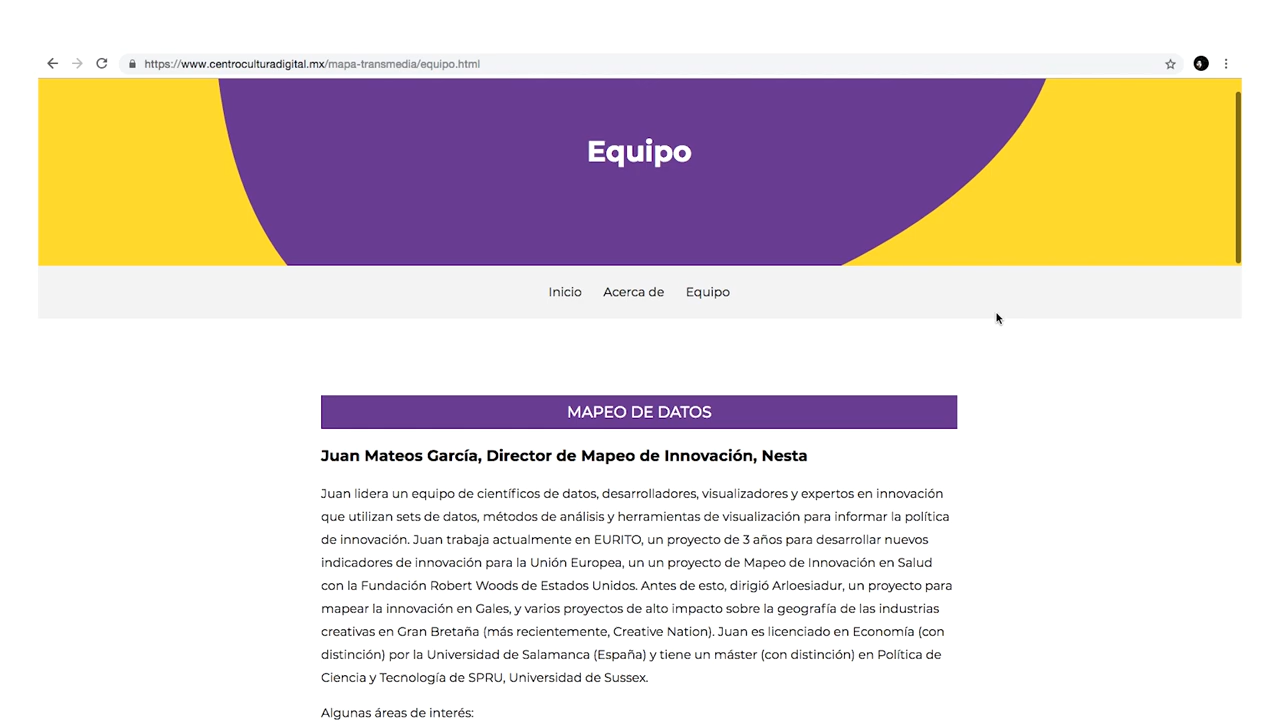 https://www.centroculturadigital.mx/mapa-transmedia/equipo.html
Equipo
Inicio Acerca de Equipo
MAPEO DE DATOS
Juan Mateos García, Director de Mapeo de Innovación, Nesta
Juan lidera un equipo de científicos de datos, desarrolladores, visualizadores y expertos en innovación
que utilizan sets de datos, métodos de análisis y herramientas de visualización para informar la política
de innovación. Juan trabaja actualmente en EURITO, un proyecto de 3 años para desarrollar nuevos
indicadores de innovación para la Unión Europea, un un proyecto de Mapeo de Innovación en Salud
con la Fundación Robert Woods de Estados Unidos. Antes de esto, dirigió Arloesiadur, un proyecto para
mapear la innovación en Gales, y varios proyectos de alto impacto sobre la geografía de las industrias
creativas en Gran Bretaña (más recientemente, Creative Nation). Juan es licenciado en Economía (con
distinción) por la Universidad de Salamanca (España) y tiene un máster (con distinción) en Política de
Ciencia y Tecnología de SPRU, Universidad de Sussex.
Algunas áreas de interés: